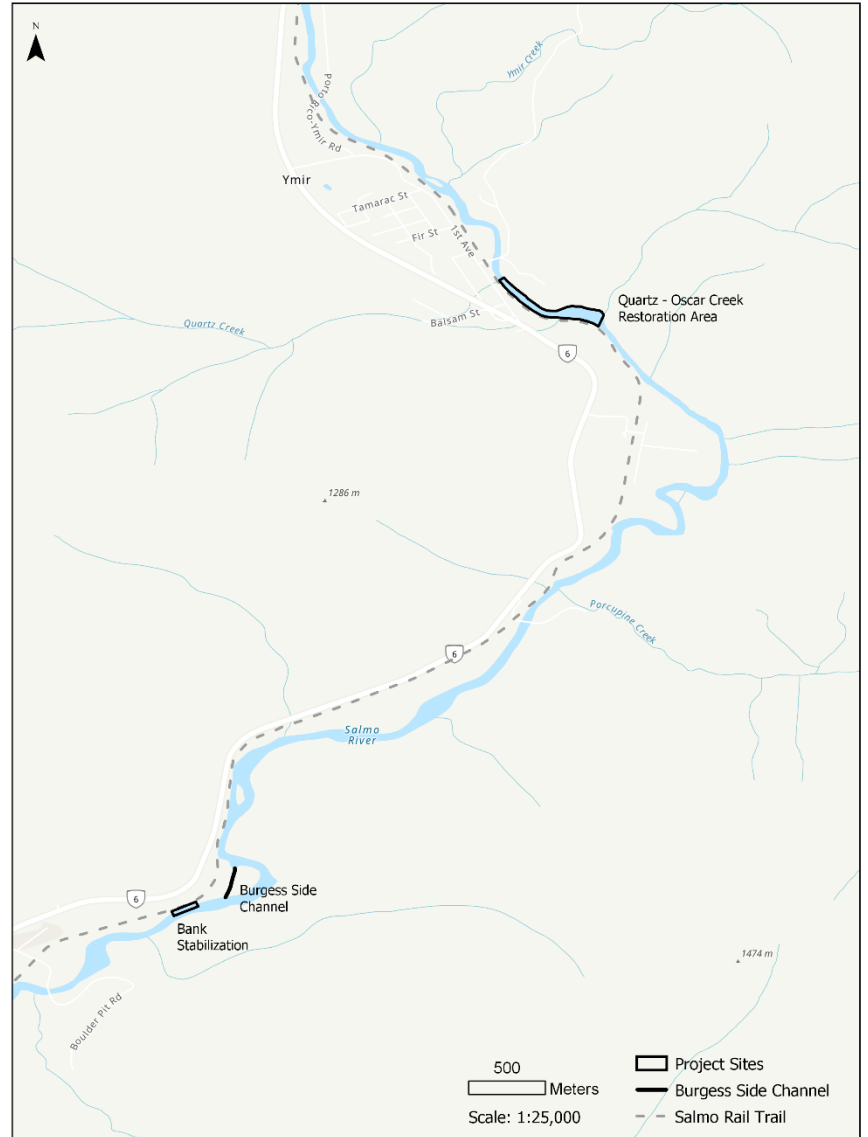 N
Ymir Creek
Porto Rico-Ymir Rd
Ymir
Tamarac St
Fir St
1st Ave
Quartz - Oscar Creek
Restoration Area
Quartz Creek
Balsam St
6
1286 m
Porcupine Creek
6
Salmo
River
Burgess Side
Channel
6
Bank
Stabilization
1474 m
Boulder Pit Rd
500
Meters
Scale: 1:25,000
Project Sites
Burgess Side Channel
Salmo Rail Trail